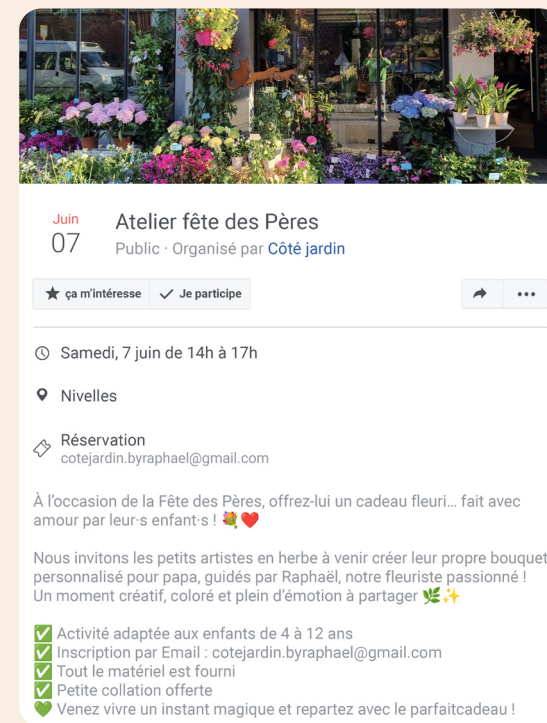 Juin
07
Atelier fête des Pères
Public · Organisé par Côté jardin
ça m'intéresse
Je participe
Samedi, 7 juin de 14h à 17h
Nivelles
Réservation
cotejardin.byraphael@gmail.com
À l'occasion de la Fête des Pères, offrez-lui un cadeau fleuri… fait avec
amour par leur·s enfant·s ! 💐❤️
Nous invitons les petits artistes en herbe à venir créer leur propre bouquet
personnalisé pour papa, guidés par Raphaël, notre fleuriste passionné !
Un moment créatif, coloré et plein d'émotion à partager 🌿✨
✅ Activité adaptée aux enfants de 4 à 12 ans
✅ Inscription par Email : cotejardin.byraphael@gmail.com
✅ Tout le matériel est fourni
✅ Petite collation offerte
💚 Venez vivre un instant magique et repartez avec le parfaitcadeau !